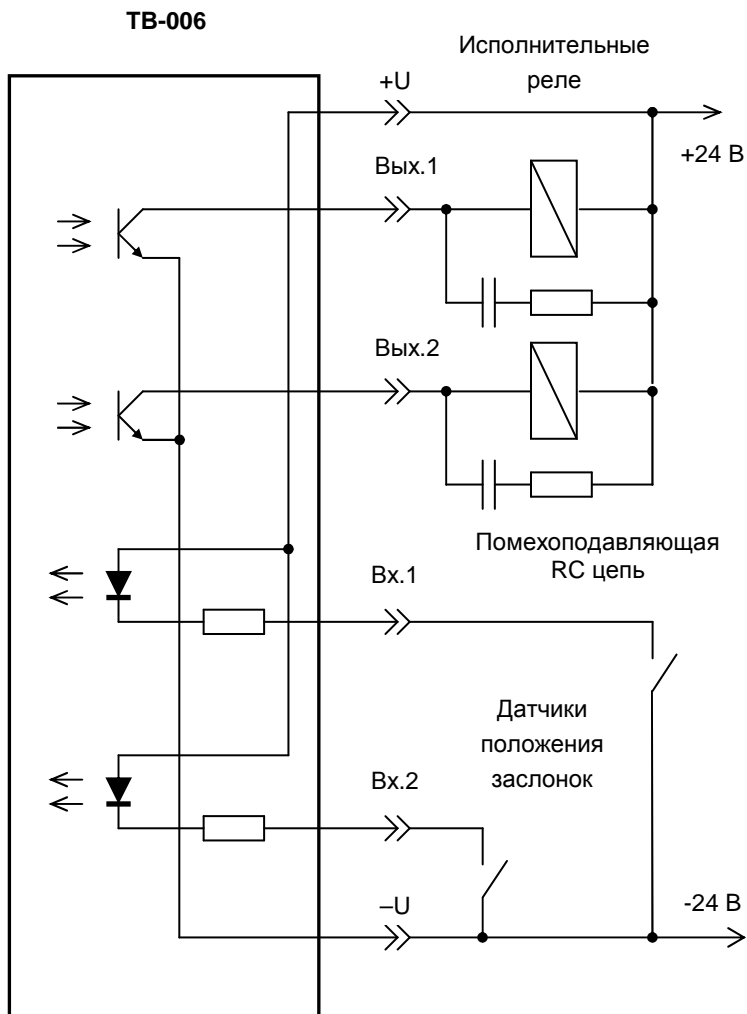 ТВ-006
Исполнительные
реле
+U
+24 В
Вых.1
Вых.2
Помехоподавляющая
RC цепь
Вх.1
Датчики
положения
заслонок
Вх.2
–U
-24 В